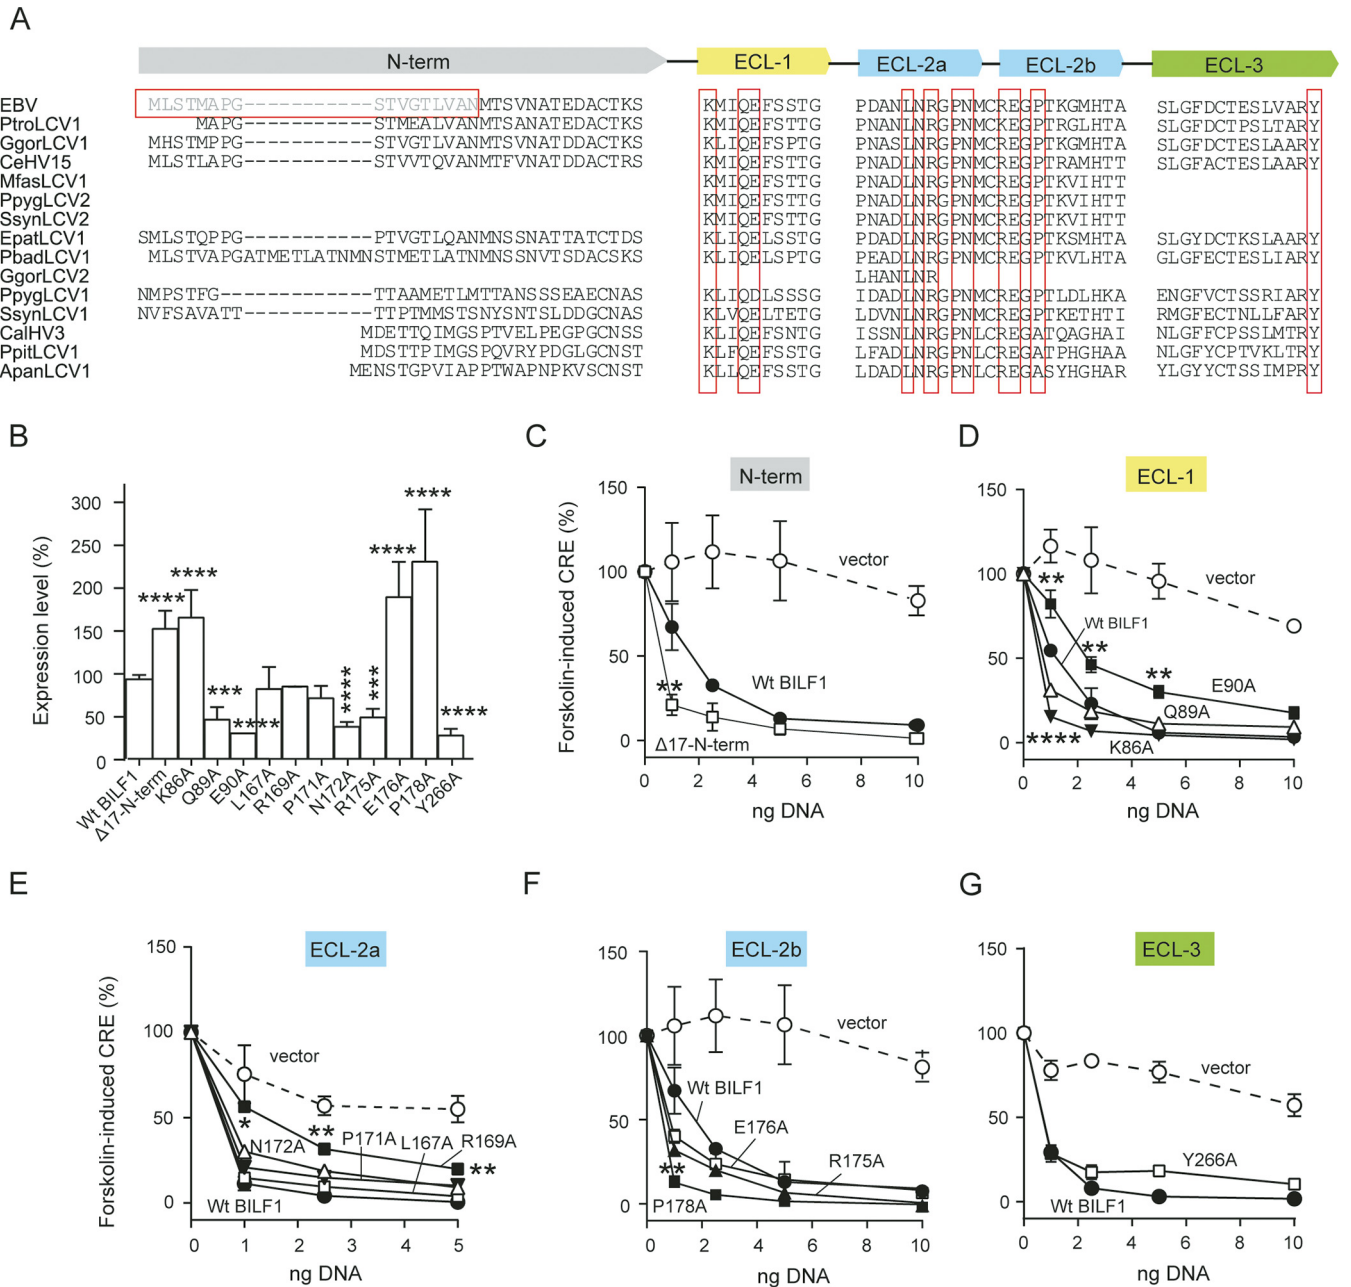 A
N-term ECL-1 ECL-2a ECL-2b ECL-3
EBV MLSTMAPG-------------STVGTLVANMTSVNATEDACTKS KMIQEFSSTG PDANLNRGPNMCREGPTKGMHTA SLGFDCTESLVARY
PtroLCV1 MAPG-------------STMEALVANMTSANATEDACTKS KMIQEFSTTG PNANLNRGPNMCKEGPTRGLHTA SLGFDCTPSLTARY
GgorLCV1 MHSTMPPG-------------STVGTLVANMTSVNATEDACTKS KLIQEFSPTG PNASLNRGPNMCREGPTKGMHTA SLGFDCTESLAARY
CeHV15 MLSTLAPG-------------STVVTQVANMTFVNATDDACTRS KMIQEFSTTG PNADLNRGPNMCREGPTRAMHTT SLGFACTESLAARY
MfasLCV1 KMIQEFSTTG PNADLNRGPNMCREGPTKVIHTT
PpygLCV2 KMIQEFSTTG PNADLNRGPNMCREGPTKVIHTT
SsynLCV2 KMIQEFSTTG PNADLNRGPNMCREGPTKVIHTT
EpatLCV1 SMLSTQPPG-------------PTVGTLQANMNSSNATTATCTDS KLIQELSSTG PDADLNRGPNMCREGPTKSMHTA SLGYDCTKSLAARY
PbadLCV1 MLSTVAPGATMETLATNMNSTMETLATNMNSSNVTSDACSKS KLIQELSSTG PDADLNRGPNMCREGPTKVLHTA GLGFECTESLVARY
GgorLCV2 LHANLNR
PpygLCV1 NMPSTFG----------------TTAAMETLMTTANSSSEAECNAS KLIQDLSSSG IDADLNRGPNMCREGPTLDLHKA ENGFVCTSSRIARY
SsynLCV1 NVFSAVATT-------------TTPTMMSTSNYSNTSLDDGCNAS KLVQELLTETG LDVNLNRGPNMCREGPTKETHTI RMGFECTNLLFARY
CalHV3 MDETTQIMGSPTVELPEGPGCNSS KLIQEFSNTG ISSNLNRGPNLCREGATQAGHAI NLGFFCPSSLMTRY
PpitLCV1 MDSTTPIMGSPQVRYPDGLGCNST KLFQEFSSTG LFADLNRGPNLCREGATPHGHAA NLGFYCPTVKLTRY
ApanLCV1 MENSTGPVIAPPTWAPNPKVSCNST KLLQEFSSTG LDADLNRGPNLCREGASYHGHAR YLGYYCTSSIMPRY
B
Expression level (%)
300
250
200
150
100
50
0
**** **** *** **** **** *** **** **** ****
Wt BILF1 Δ17-N-term K86A Q89A E90A L167A R169A P171A N172A R175A E176A P178A Y266A
C
N-term
Forskolin-induced CRE (%)
150
100
50
0
vector
Wt BILF1
**
Δ17-N-term
0 2 4 6 8 10
ng DNA
D
ECL-1
150
100
50
0
vector
**
Wt BILF1
**
**
E90A
Q89A
****
K86A
0 2 4 6 8 10
ng DNA
E
ECL-2a
Forskolin-induced CRE (%)
150
100
50
0
vector
*
**
N172A P171A L167A R169A
**
Wt BILF1
0 1 2 3 4 5
ng DNA
F
ECL-2b
150
100
50
0
vector
Wt BILF1
E176A
R175A
**
P178A
0 2 4 6 8 10
ng DNA
G
ECL-3
150
100
50
0
vector
Y266A
Wt BILF1
0 2 4 6 8 10
ng DNA